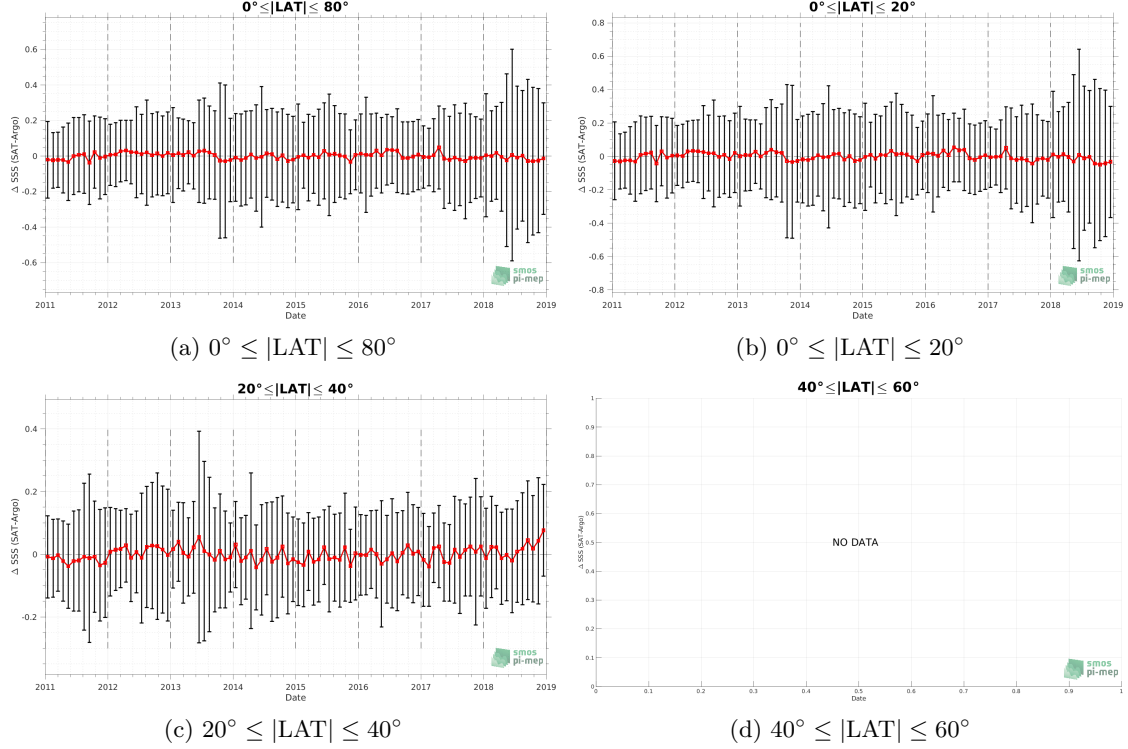 0°≤|LAT|≤ 80°
Δ SSS (SAT-Argo)
0.6
0.4
0.2
0
-0.2
-0.4
-0.6
2011 2012 2013 2014 2015 2016 2017 2018 2019
Date
smos
pi-mep
(a) 0° ≤ |LAT| ≤ 80°
0°≤|LAT|≤ 20°
Δ SSS (SAT-Argo)
0.8
0.6
0.4
0.2
0
-0.2
-0.4
-0.6
-0.8
2011 2012 2013 2014 2015 2016 2017 2018 2019
Date
smos
pi-mep
(b) 0° ≤ |LAT| ≤ 20°
20°≤|LAT|≤ 40°
Δ SSS (SAT-Argo)
0.4
0.2
0
-0.2
2011 2012 2013 2014 2015 2016 2017 2018 2019
Date
smos
pi-mep
(c) 20° ≤ |LAT| ≤ 40°
40°≤|LAT|≤ 60°
Δ SSS (SAT-Argo)
1
0.9
0.8
0.7
0.6
0.5
0.4
0.3
0.2
0.1
0
NO DATA
0 0.1 0.2 0.3 0.4 0.5 0.6 0.7 0.8 0.9 1
smos
pi-mep
(d) 40° ≤ |LAT| ≤ 60°